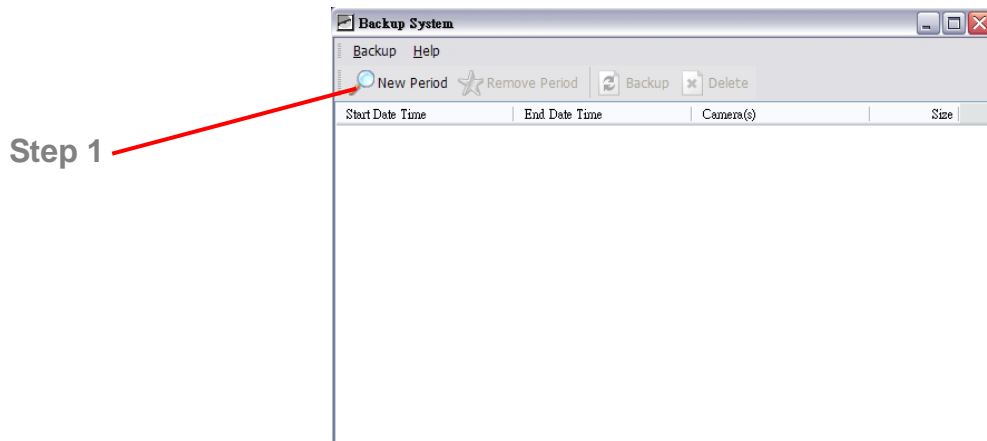 Backup System
Backup Help
New Period Remove Period Backup Delete
Start Date Time End Date Time Camera(s) Size
Step 1